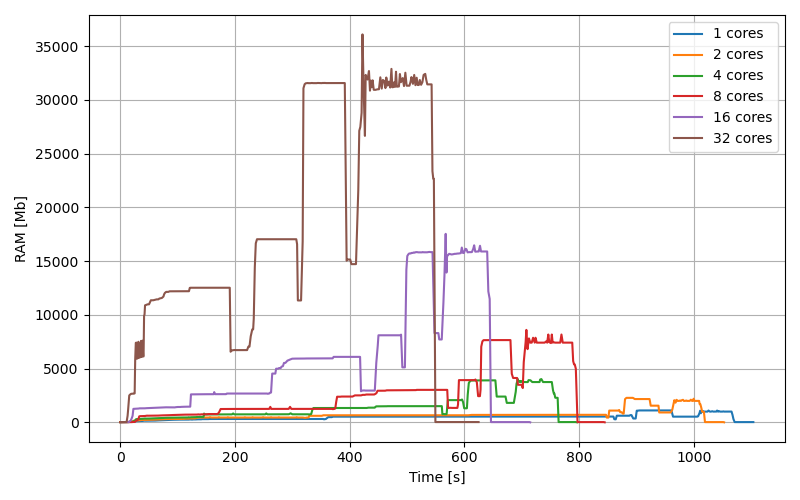 RAM [Mb]
35000
30000
25000
20000
15000
10000
5000
0
0 200 400 600 800 1000
Time [s]
1 cores
2 cores
4 cores
8 cores
16 cores
32 cores